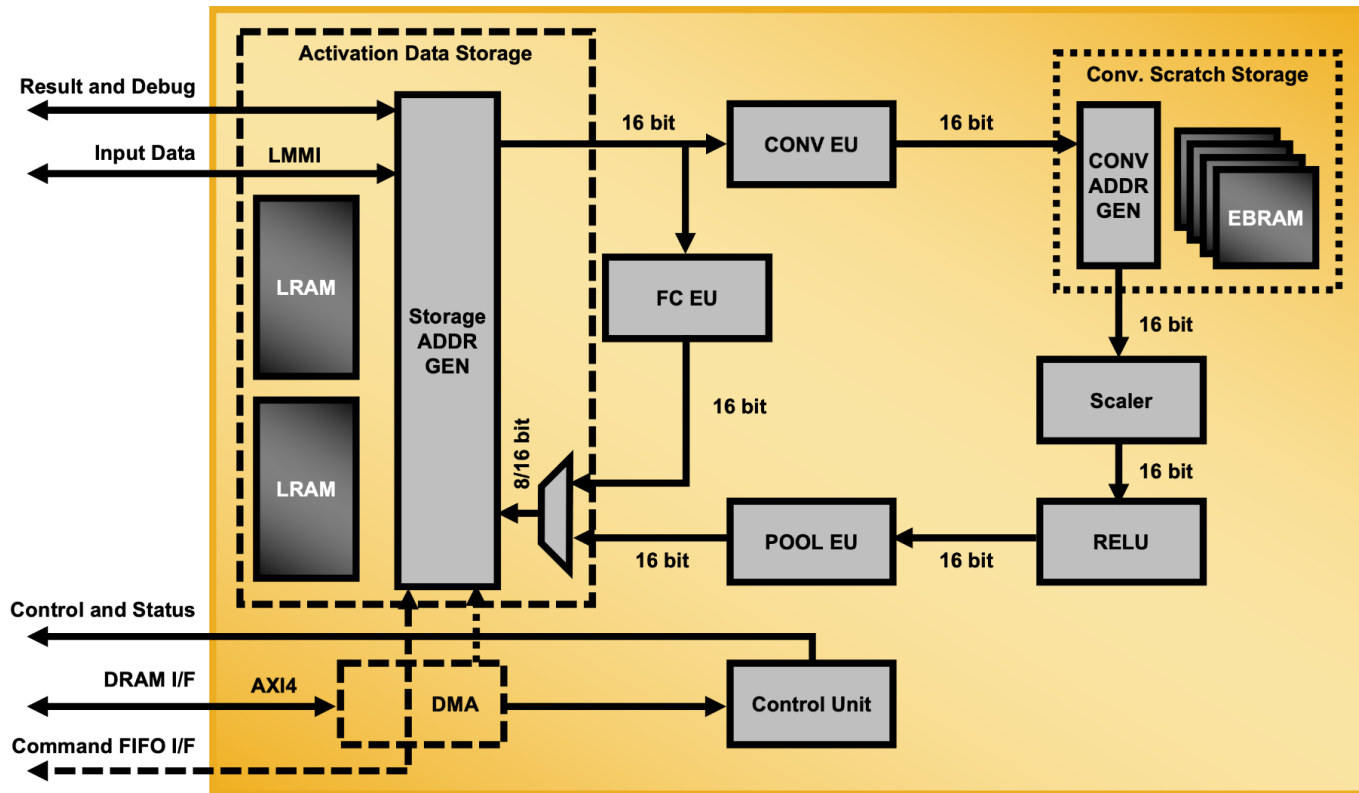 Activation Data Storage
Conv. Scratch Storage
Result and Debug
16 bit
CONV EU
16 bit
Input Data
LMMI
CONV
ADDR
GEN
EBRAM
LRAM
FC EU
Storage
ADDR
GEN
16 bit
Scaler
16 bit
8/16 bit
16 bit
LRAM
POOL EU
RELU
16 bit
16 bit
Control and Status
DRAM I/F
AXI4
DMA
Control Unit
Command FIFO I/F